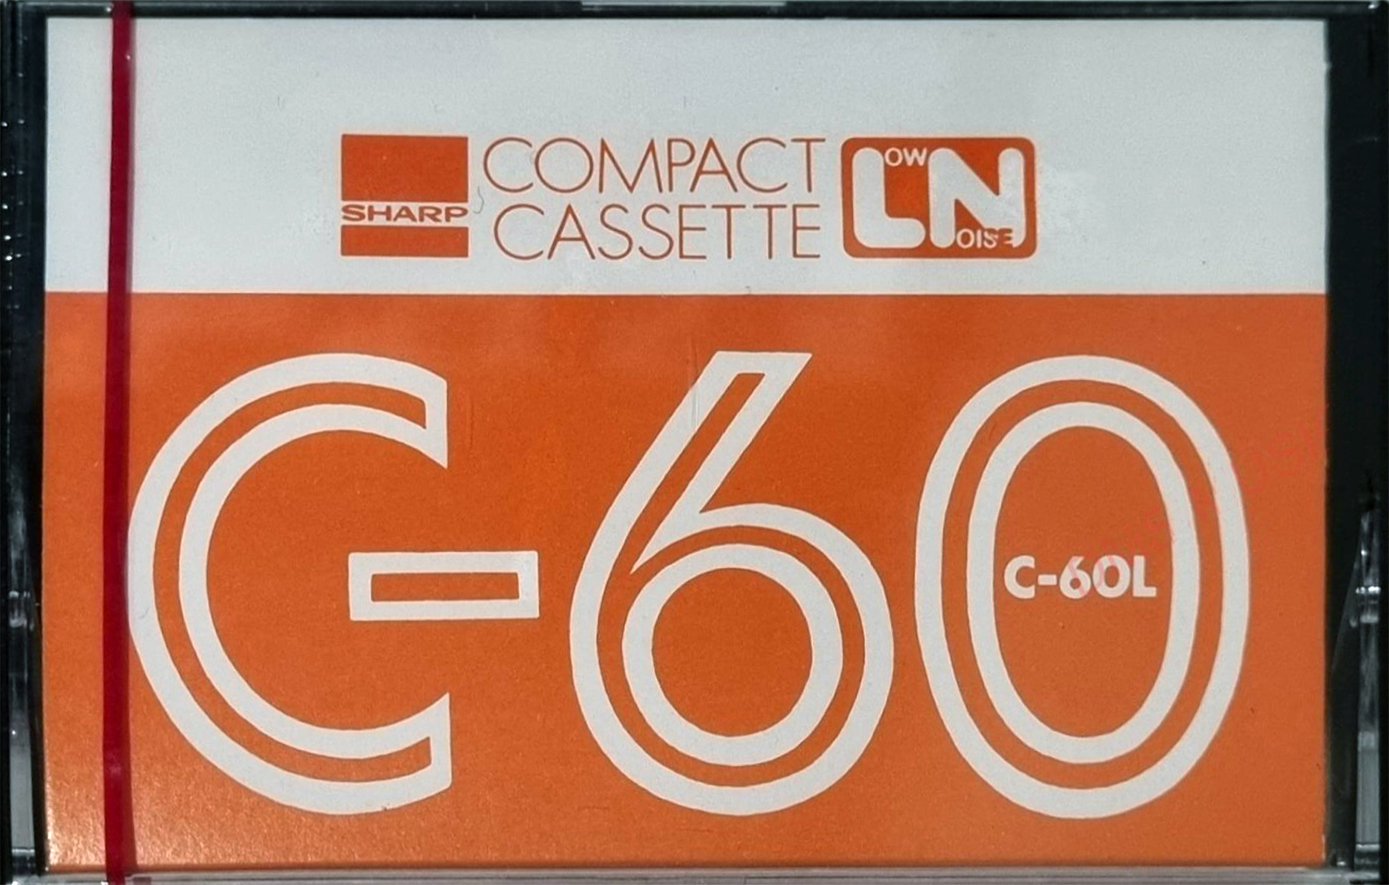 SHARP
COMPACT
CASSETTE
LOW
NOISE
C-60
C-60L